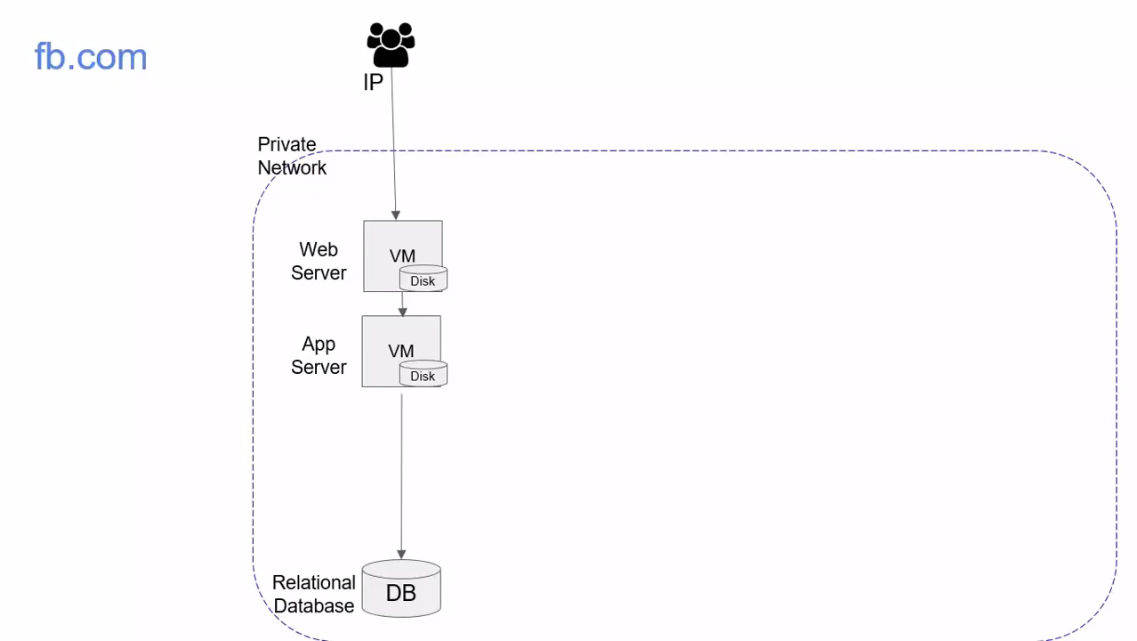 fb.com
IP
Private
Network
Web
Server
VM
Disk
App
Server
VM
Disk
Relational
Database
DB